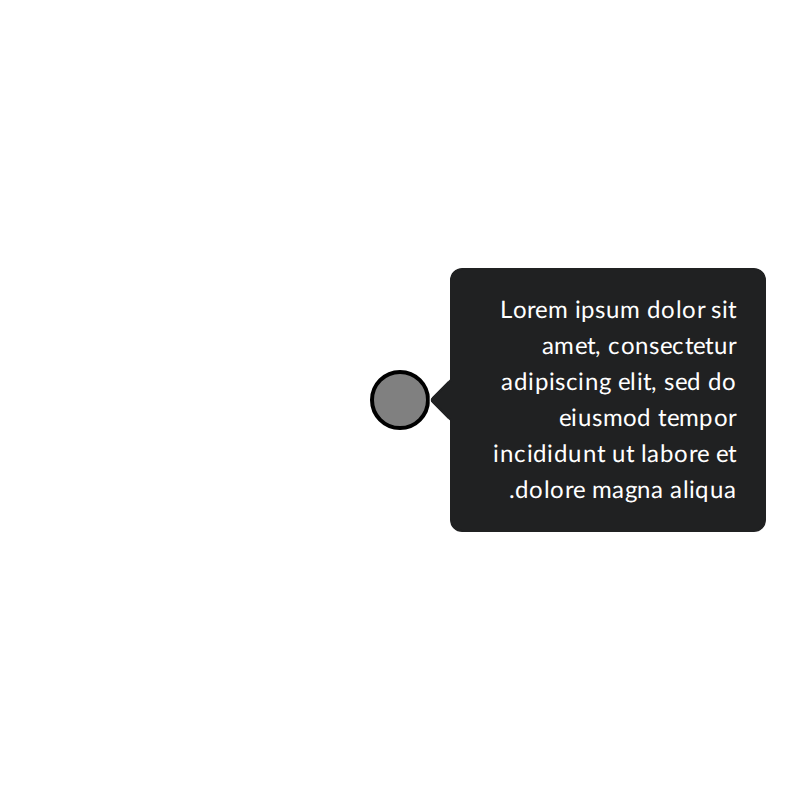 Lorem ipsum dolor sit
amet, consectetur
adipiscing elit, sed do
eiusmod tempor
incididunt ut labore et
.dolore magna aliqua